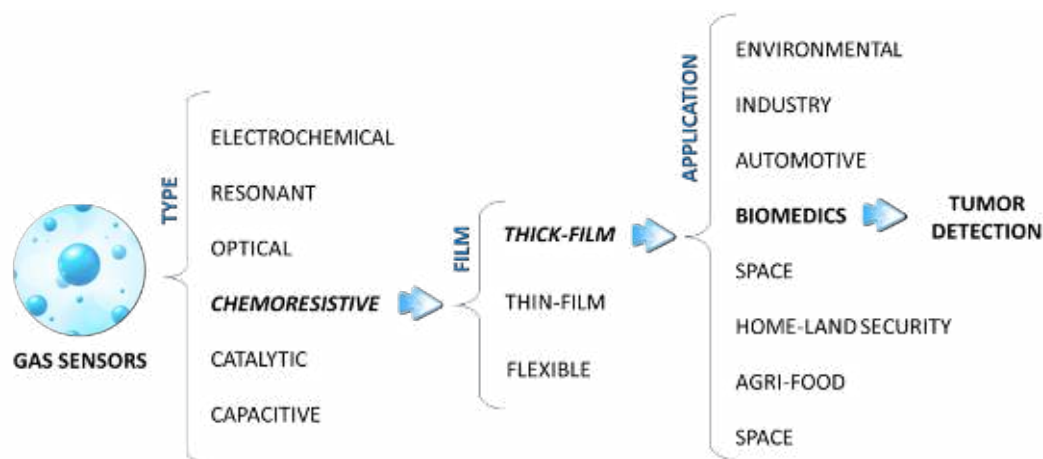 GAS SENSORS
TYPE
ELECTROCHEMICAL
RESONANT
OPTICAL
CHEMORESISTIVE
CATALYTIC
CAPACITIVE
FILM
THICK-FILM
THIN-FILM
FLEXIBLE
APPLICATION
ENVIRONMENTAL
INDUSTRY
AUTOMOTIVE
BIOMEDICS
SPACE
HOME-LAND SECURITY
AGRI-FOOD
SPACE
TUMOR
DETECTION